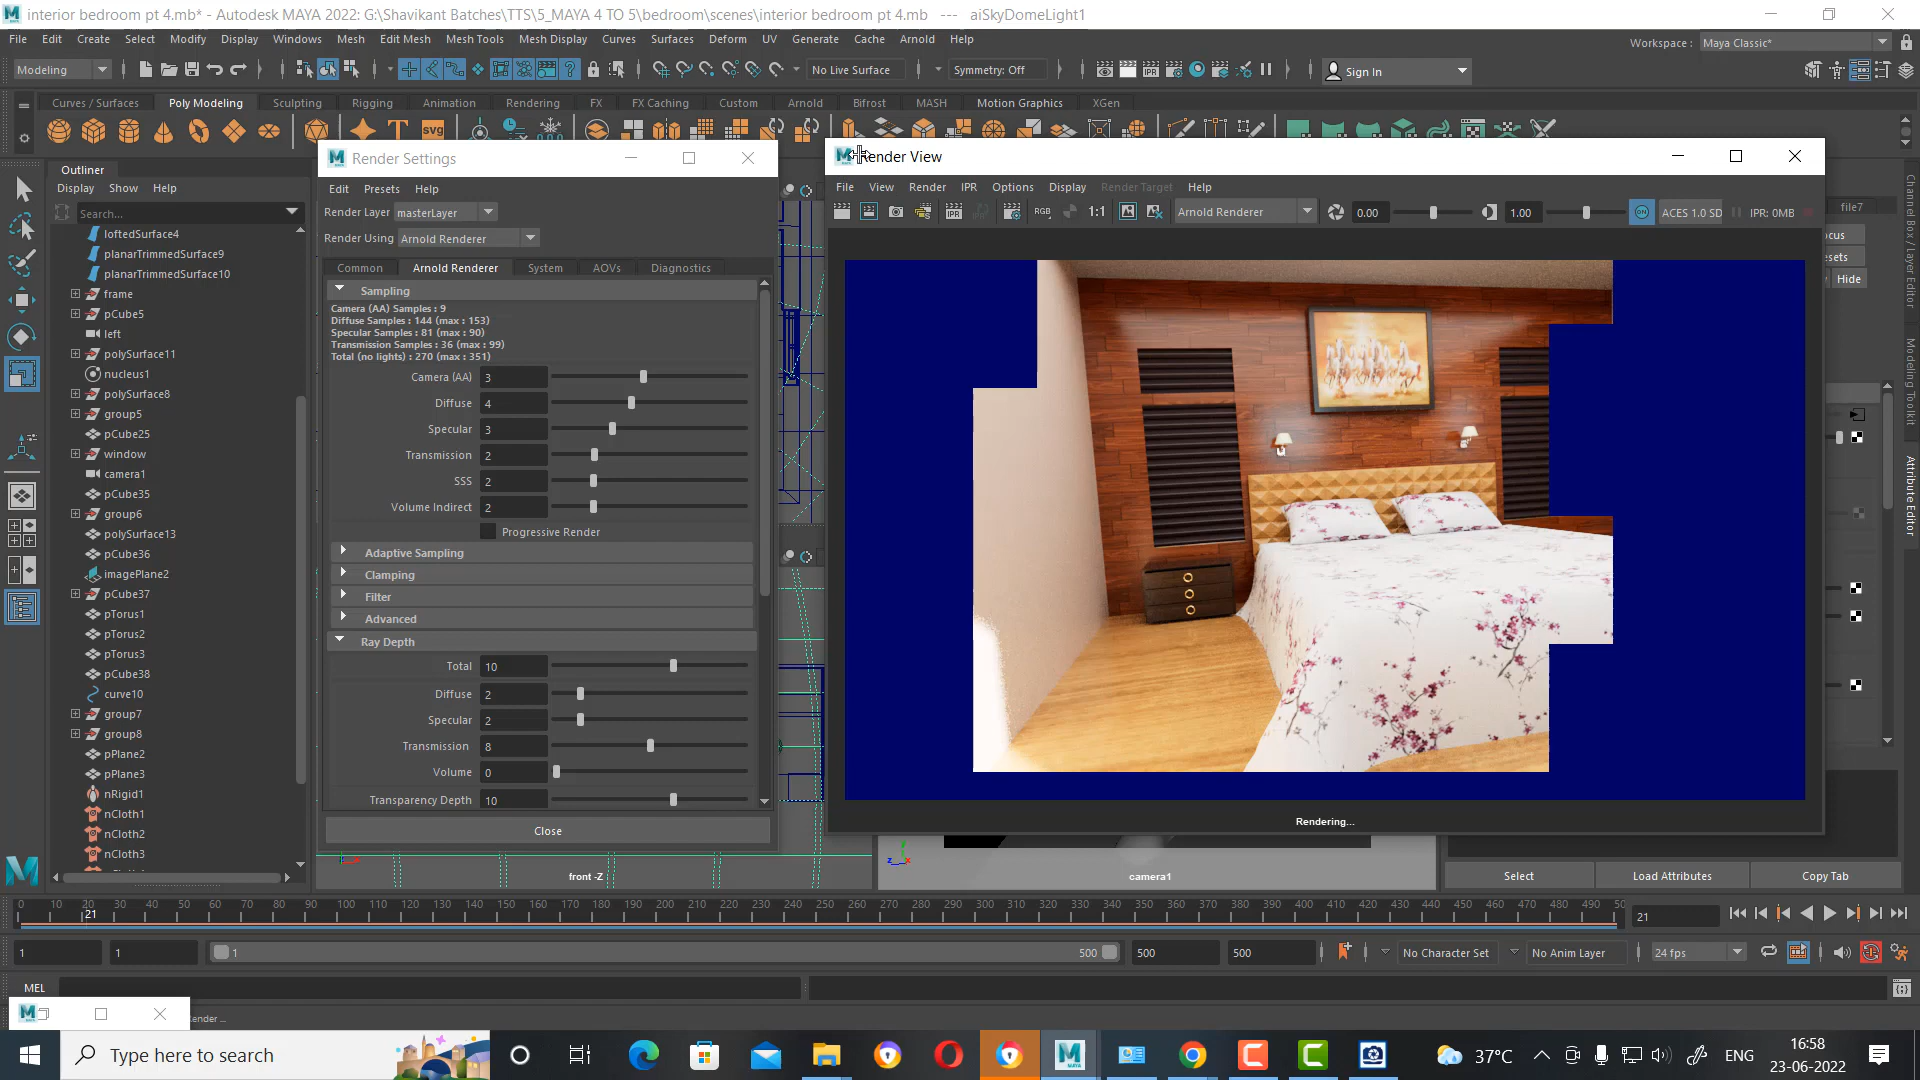 interior bedroom pt 4.mb* - Autodesk MAYA 2022: G:\Shavikant Batches\TTS\5_MAYA 4 TO 5\bedroom\scenes\interior bedroom pt 4.mb --- aiSkyDomeLight1
File Edit Create Select Modify Display Windows Mesh Edit Mesh Mesh Tools Mesh Display Curves Surfaces Deform UV Generate Cache Arnold Help
Workspace : Maya Classic*
Modeling No Live Surface Symmetry: Off Sign In
Curves / Surfaces Poly Modeling Sculpting Rigging Animation Rendering FX FX Caching Custom Arnold Bifrost MASH Motion Graphics XGen
svg
Outliner
Display Show Help
Search...
loftedSurface4
planarTrimmedSurface9
planarTrimmedSurface10
frame
pCube5
left
polySurface11
nucleus1
polySurface8
group5
pCube25
window
camera1
pCube35
group6
polySurface13
pCube36
imagePlane2
pCube37
pTorus1
pTorus2
pTorus3
pCube38
curve10
group7
group8
pPlane2
pPlane3
nRigid1
nCloth1
nCloth2
nCloth3
Render Settings
Edit Presets Help
Render Layer masterLayer
Render Using Arnold Renderer
Common Arnold Renderer System AOVs Diagnostics
Sampling
Camera (AA) Samples : 9
Diffuse Samples : 144 (max : 153)
Specular Samples : 81 (max : 90)
Transmission Samples : 36 (max : 99)
Total (no lights) : 270 (max : 351)
Camera (AA) 3
Diffuse 4
Specular 3
Transmission 2
SSS 2
Volume Indirect 2
Progressive Render
Adaptive Sampling
Clamping
Filter
Advanced
Ray Depth
Total 10
Diffuse 2
Specular 2
Transmission 8
Volume 0
Transparency Depth 10
Close
Render View
File View Render IPR Options Display Render Target Help
IPR RGB 1:1 Arnold Renderer 0.00 1.00 ON ACES 1.0 SD IPR: 0MB
Rendering...
file7
ocus
esets
Hide
Channel Box / Layer Editor
Modeling Toolkit
Attribute Editor
front -Z
camera1
Select Load Attributes Copy Tab
0 10 20 30 40 50 60 70 80 90 100 110 120 130 140 150 160 170 180 190 200 210 220 230 240 250 260 270 280 290 300 310 320 330 340 350 360 370 380 390 400 410 420 430 440 450 460 470 480 490 50
21
21
1 1 1 500 500 500 No Character Set No Anim Layer 24 fps
MEL
ender ...
Type here to search
37°C
ENG
16:58
23-06-2022